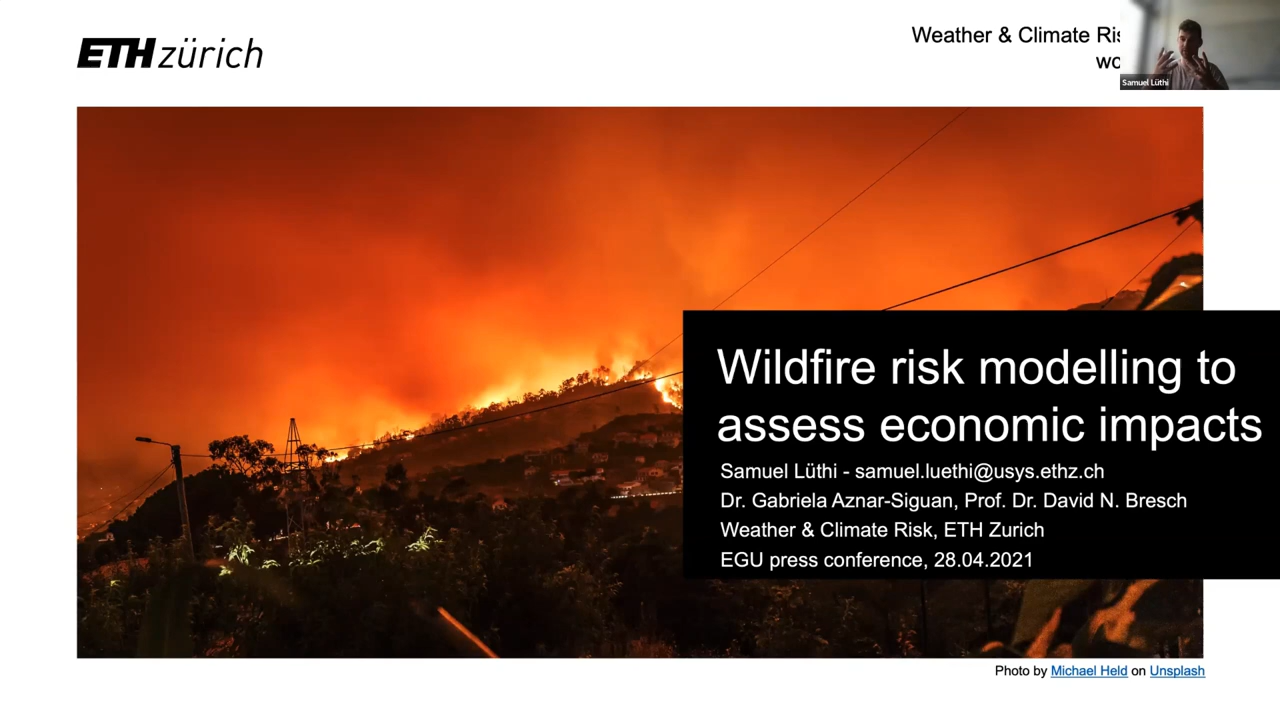 ETH zürich
Weather & Climate
Samuel Lüthi
Wildfire risk modelling to
assess economic impacts
Samuel Lüthi - samuel.luethi@usys.ethz.ch
Dr. Gabriela Aznar-Siguan, Prof. Dr. David N. Bresch
Weather & Climate Risk, ETH Zurich
EGU press conference, 28.04.2021
Photo by Michael Held on Unsplash